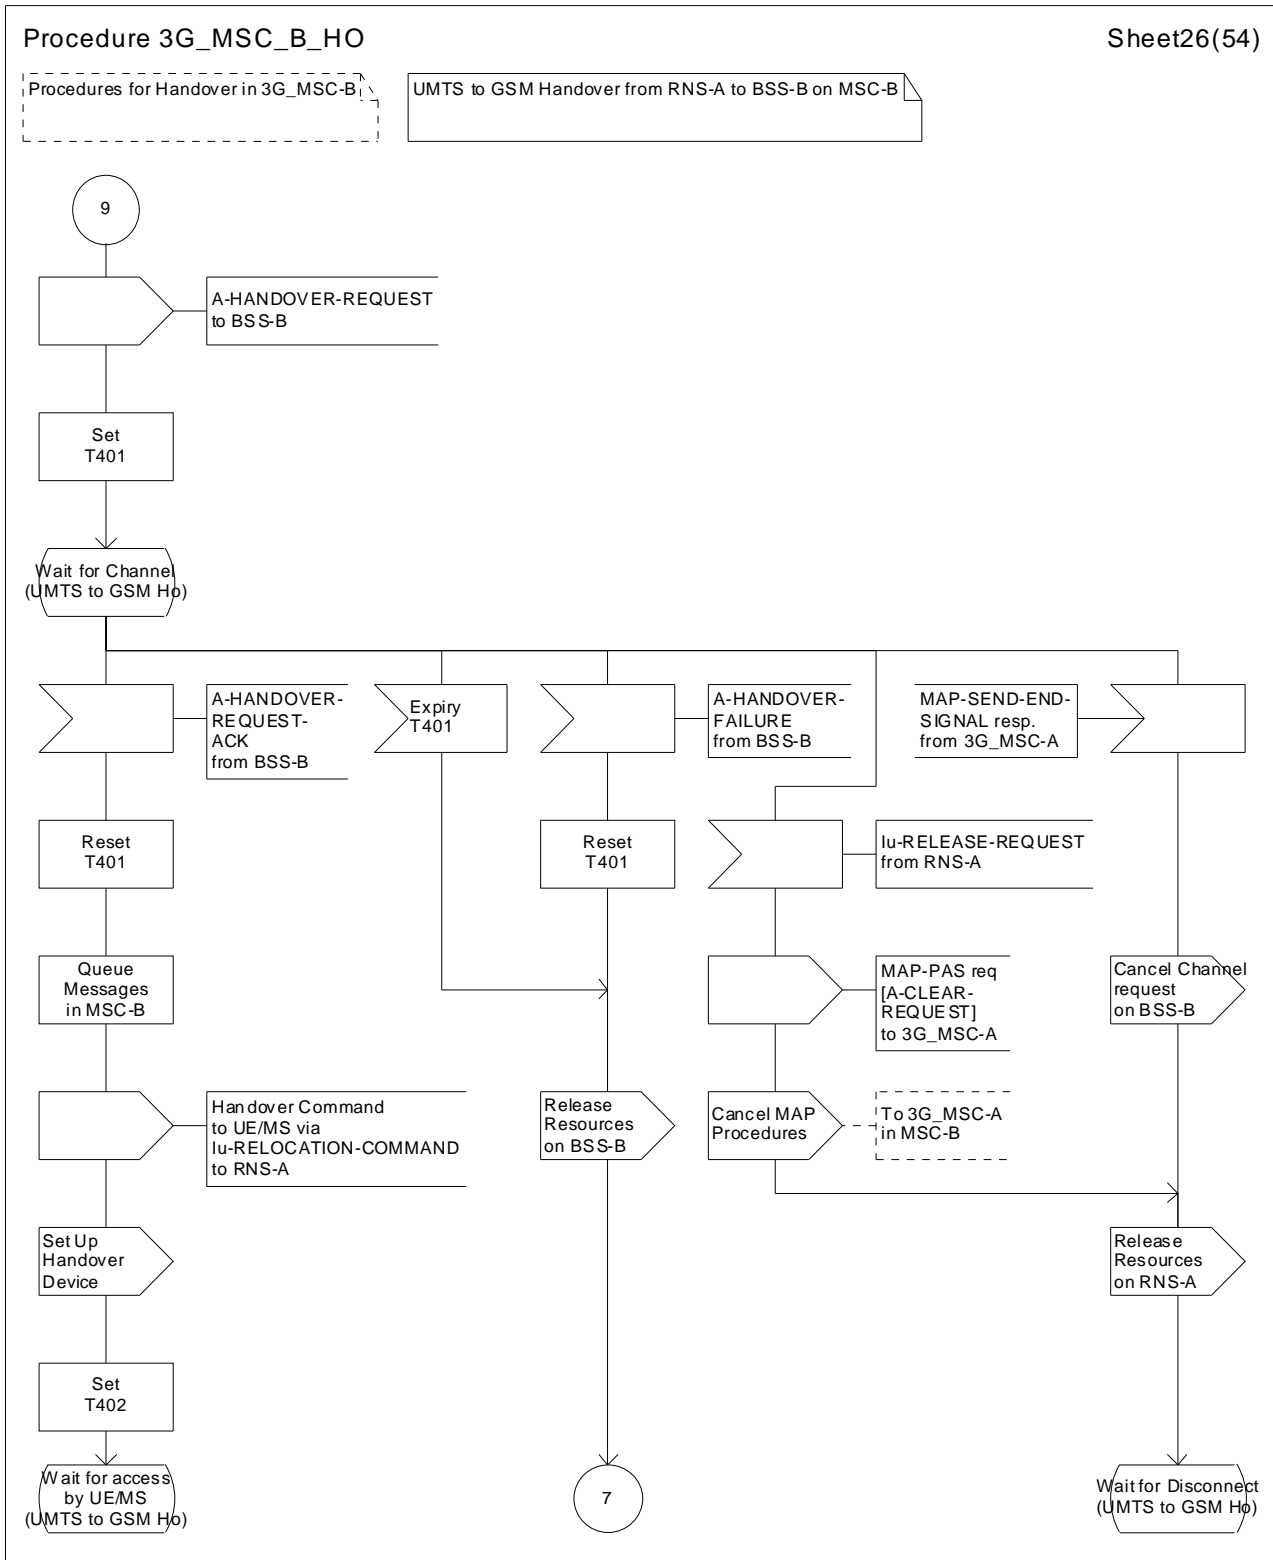 Procedure 3G_MSC_B_HO
Sheet26(54)
Procedures for Handover in 3G_MSC-B
UMTS to GSM Handover from RNS-A to BSS-B on MSC-B
9
A-HANDOVER-REQUEST
to BSS-B
Set
T401
Wait for Channel
(UMTS to GSM Ho)
A-HANDOVER-
REQUEST-
ACK
from BSS-B
Expiry
T401
A-HANDOVER-
FAILURE
from BSS-B
MAP-SEND-END-
SIGNAL resp.
from 3G_MSC-A
Reset
T401
Reset
T401
Iu-RELEASE-REQUEST
from RNS-A
Queue
Messages
in MSC-B
MAP-PAS req
[A-CLEAR-
REQUEST]
to 3G_MSC-A
Cancel Channel
request
on BSS-B
Handover Command
to UE/MS via
Iu-RELOCATION-COMMAND
to RNS-A
Release
Resources
on BSS-B
Cancel MAP
Procedures
To 3G_MSC-A
in MSC-B
Set Up
Handover
Device
Release
Resources
on RNS-A
Set
T402
Wait for access
by UE/MS
(UMTS to GSM Ho)
7
Wait for Disconnect
(UMTS to GSM Ho)